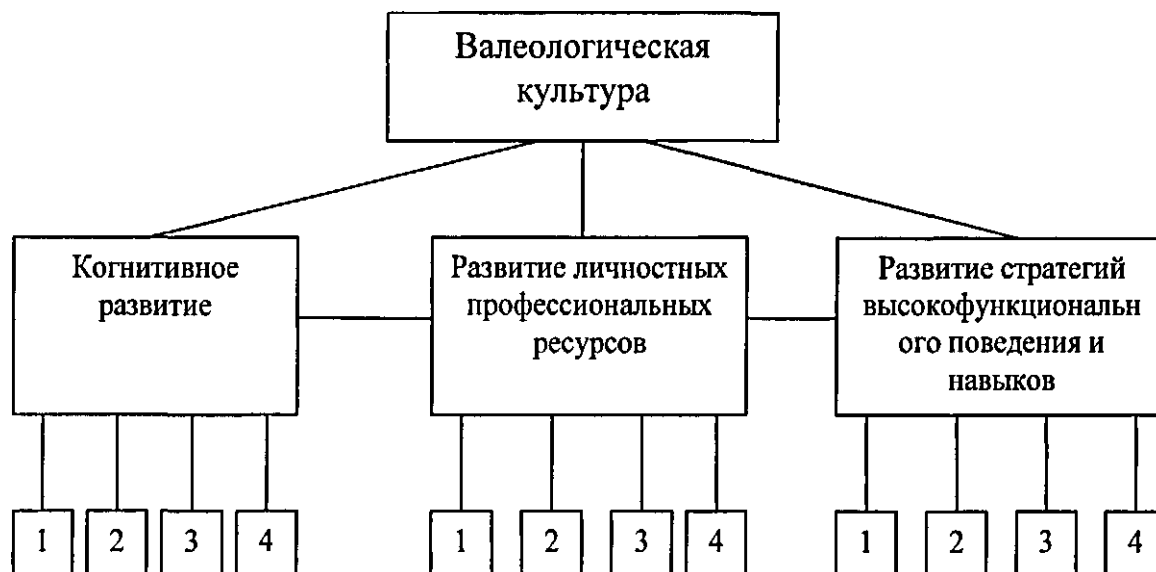 Валеологическая
культура
Когнитивное
развитие
Развитие личностных
профессиональных
ресурсов
Развитие стратегий
высокофункциональн
ого поведения и
навыков
1 2 3 4 1 2 3 4 1 2 3 4